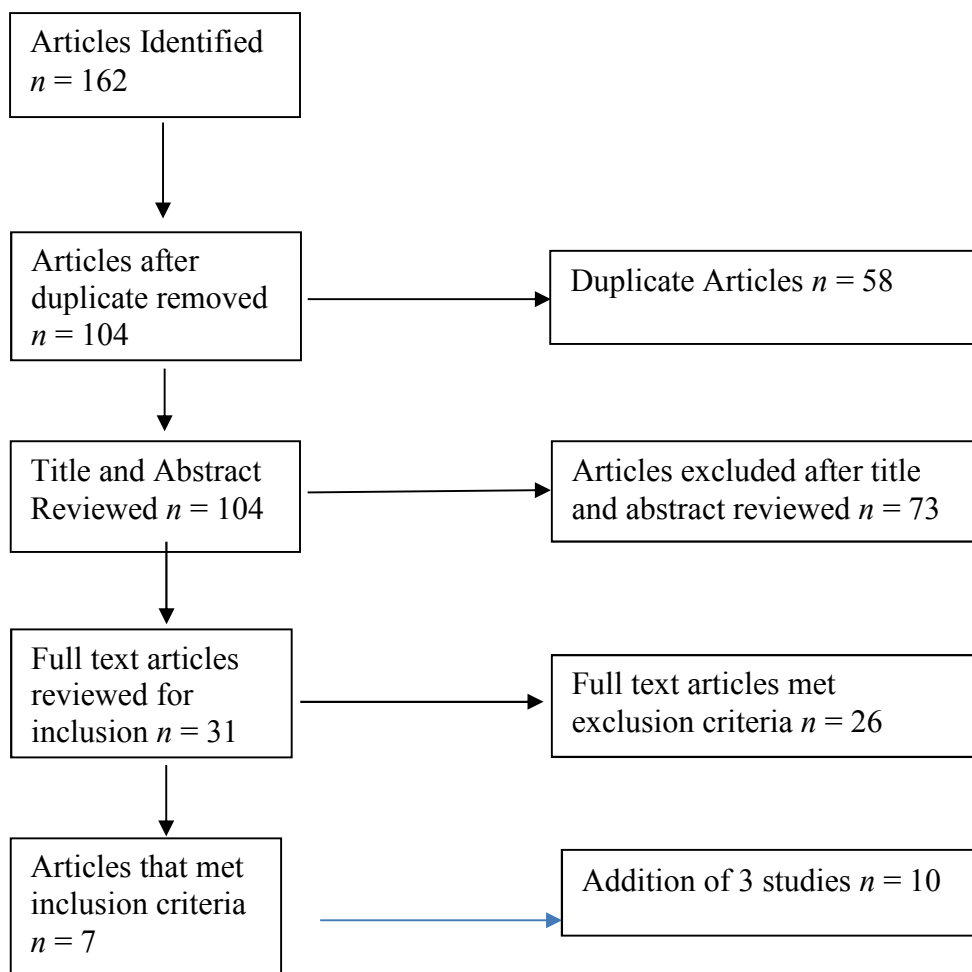 Articles Identified
n = 162
Articles after
duplicate removed
n = 104
Duplicate Articles n = 58
Title and Abstract
Reviewed n = 104
Articles excluded after title
and abstract reviewed n = 73
Full text articles
reviewed for
inclusion n = 31
Full text articles met
exclusion criteria n = 26
Articles that met
inclusion criteria
n = 7
Addition of 3 studies n = 10